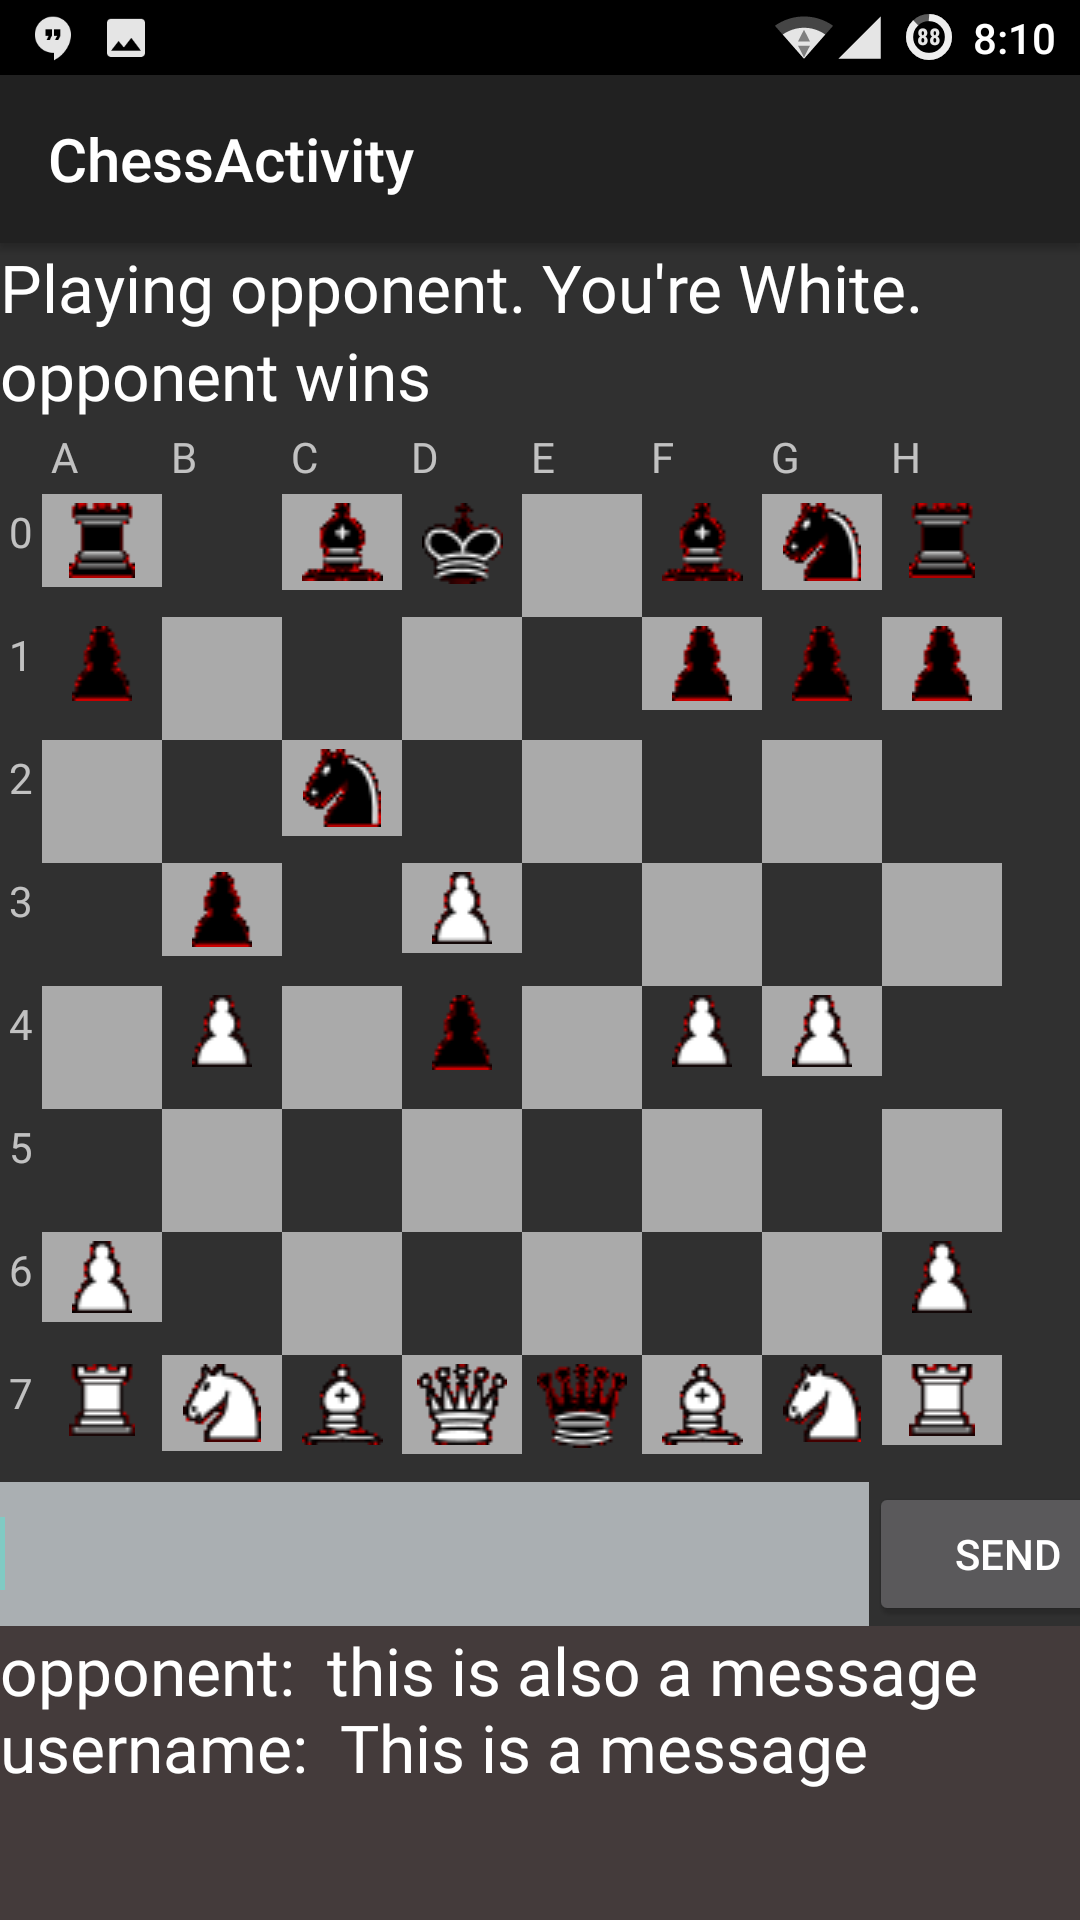 88 8:10
ChessActivity
Playing opponent. You're White.
opponent wins
A B C D E F G H
0
1
2
3
4
5
6
7
SEND
opponent:  this is also a message
username:  This is a message